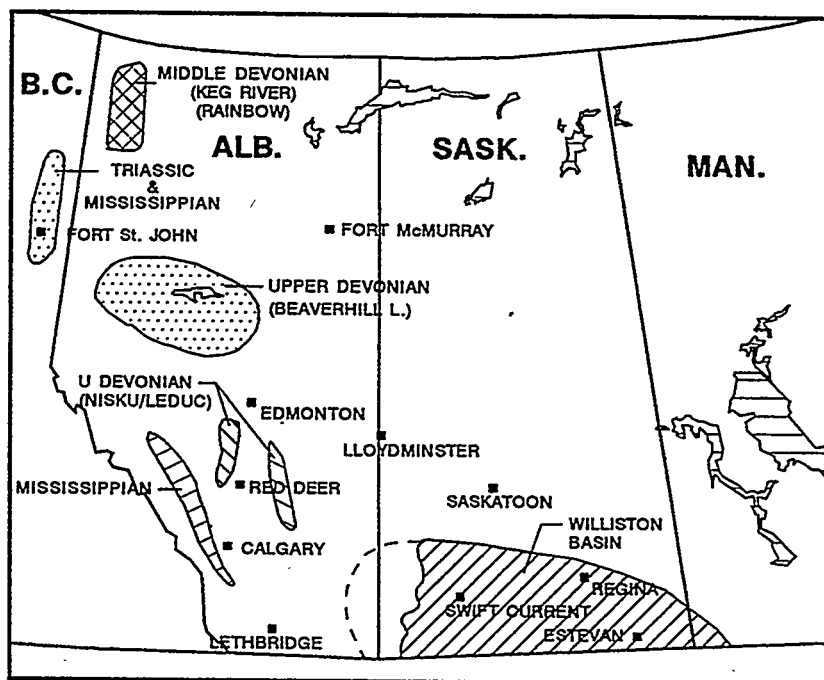 MIDDLE DEVONIAN
(KEG RIVER)
(RAINBOW)
B.C.
ALB.
SASK.
MAN.
TRIASSIC
&
MISSISSIPPIAN
FORT St. JOHN
FORT McMURRAY
UPPER DEVONIAN
(BEAVERHILL L.)
U DEVONIAN
(NISKU/LEDUC)
EDMONTON
LLOYDMINSTER
MISSISSIPPIAN
RED DEER
SASKATOON
WILLISTON
BASIN
CALGARY
REGINA
SWIFT CURRENT
LETHBRIDGE
ESTEVAN